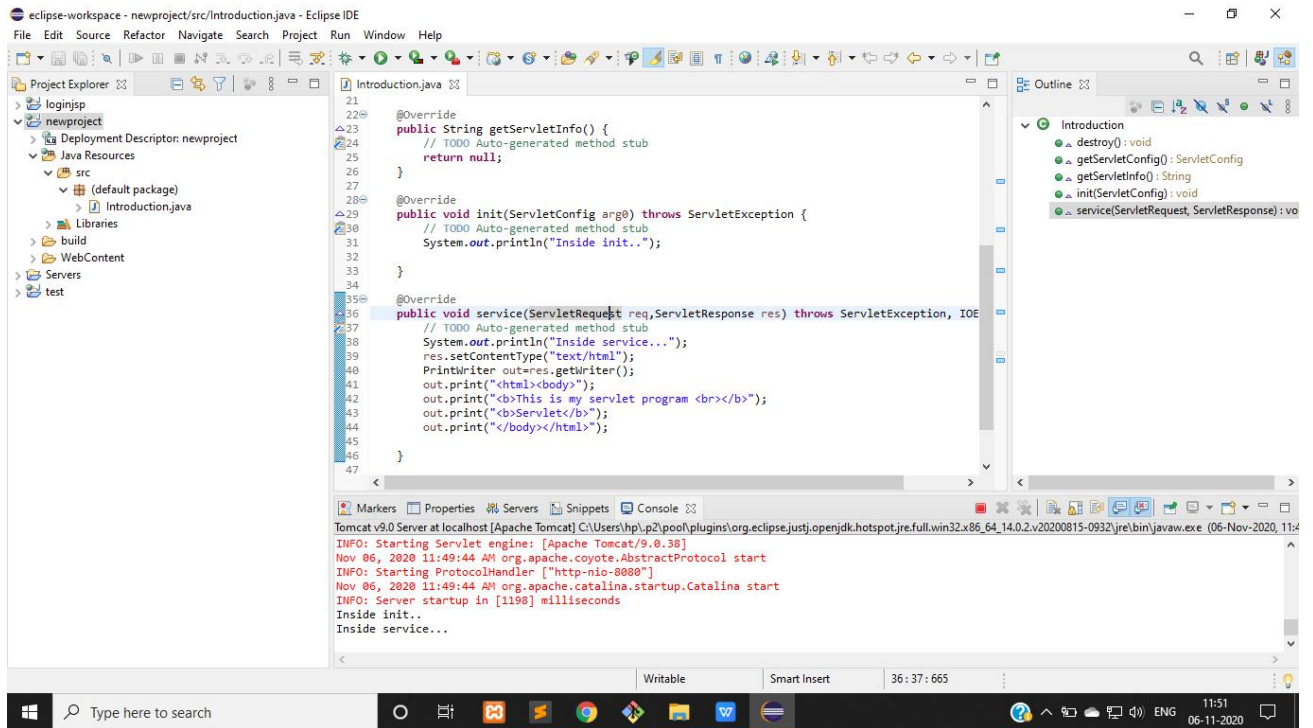 eclipse-workspace - newproject/src/Introduction.java - Eclipse IDE
File Edit Source Refactor Navigate Search Project Run Window Help
Project Explorer
loginjsp
newproject
Deployment Descriptor: newproject
Java Resources
src
(default package)
Introduction.java
Libraries
build
WebContent
Servers
test
Introduction.java
21
22 @Override
23 public String getServletInfo() {
24 // TODO Auto-generated method stub
25 return null;
26 }
27
28 @Override
29 public void init(ServletConfig arg0) throws ServletException {
30 // TODO Auto-generated method stub
31 System.out.println("Inside init..");
32
33 }
34
35 @Override
36 public void service(ServletRequest req,ServletResponse res) throws ServletException, IOE
37 // TODO Auto-generated method stub
38 System.out.println("Inside service...");
39 res.setContentType("text/html");
40 PrintWriter out=res.getWriter();
41 out.print("<html><body>");
42 out.print("<b>This is my servlet program <br></b>");
43 out.print("<b>Servlet</b>");
44 out.print("</body></html>");
45
46 }
47
Outline
Introduction
destroy() : void
getServletConfig() : ServletConfig
getServletInfo() : String
init(ServletConfig) : void
service(ServletRequest, ServletResponse) : vo
Markers Properties Servers Snippets Console
Tomcat v9.0 Server at localhost [Apache Tomcat] C:\Users\hp\.p2\pool\plugins\org.eclipse.justj.openjdk.hotspot.jre.full.win32.x86_64_14.0.2.v20200815-0932\jre\bin\javaw.exe (06-Nov-2020, 11:4
INFO: Starting Servlet engine: [Apache Tomcat/9.0.38]
Nov 06, 2020 11:49:44 AM org.apache.coyote.AbstractProtocol start
INFO: Starting ProtocolHandler ["http-nio-8080"]
Nov 06, 2020 11:49:44 AM org.apache.catalina.startup.Catalina start
INFO: Server startup in [1198] milliseconds
Inside init..
Inside service...
Writable Smart Insert 36 : 37 : 665
Type here to search
ENG
11:51
06-11-2020